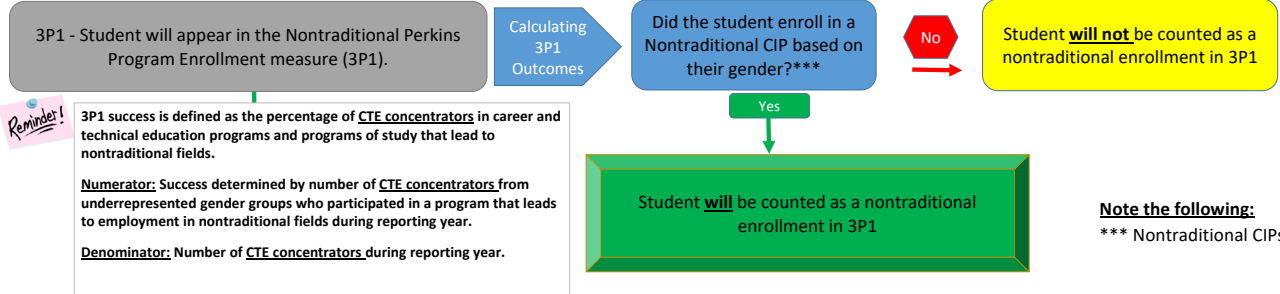 3P1 - Student will appear in the Nontraditional Perkins
Program Enrollment measure (3P1).
Calculating
3P1
Outcomes
Did the student enroll in a
Nontraditional CIP based on
their gender?***
No
Student will not be counted as a
nontraditional enrollment in 3P1
Yes
Reminder!
3P1 success is defined as the percentage of CTE concentrators in career and
technical education programs and programs of study that lead to
nontraditional fields.
Numerator: Success determined by number of CTE concentrators from
underrepresented gender groups who participated in a program that leads
to employment in nontraditional fields during reporting year.
Denominator: Number of CTE concentrators during reporting year.
Student will be counted as a nontraditional
enrollment in 3P1
Note the following:
*** Nontraditional CIPs